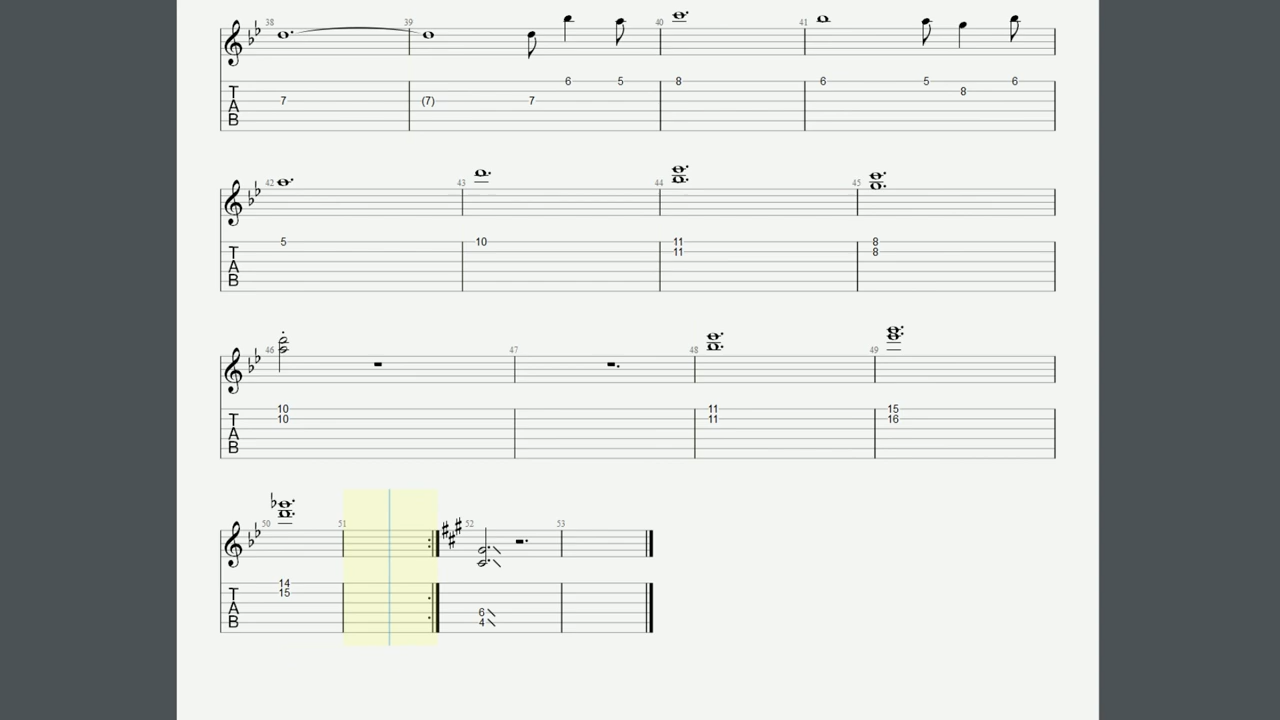 38 39 40 41
6 5 8 6 5 6
T 8
7 (7) 7
A
B
42 43 44 45
5 10 11 8
T 11 8
A
B
46 47 48 49
10 11 15
T 10 11 16
A
B
50 51 52 53
14
T 15
A 6
B 4